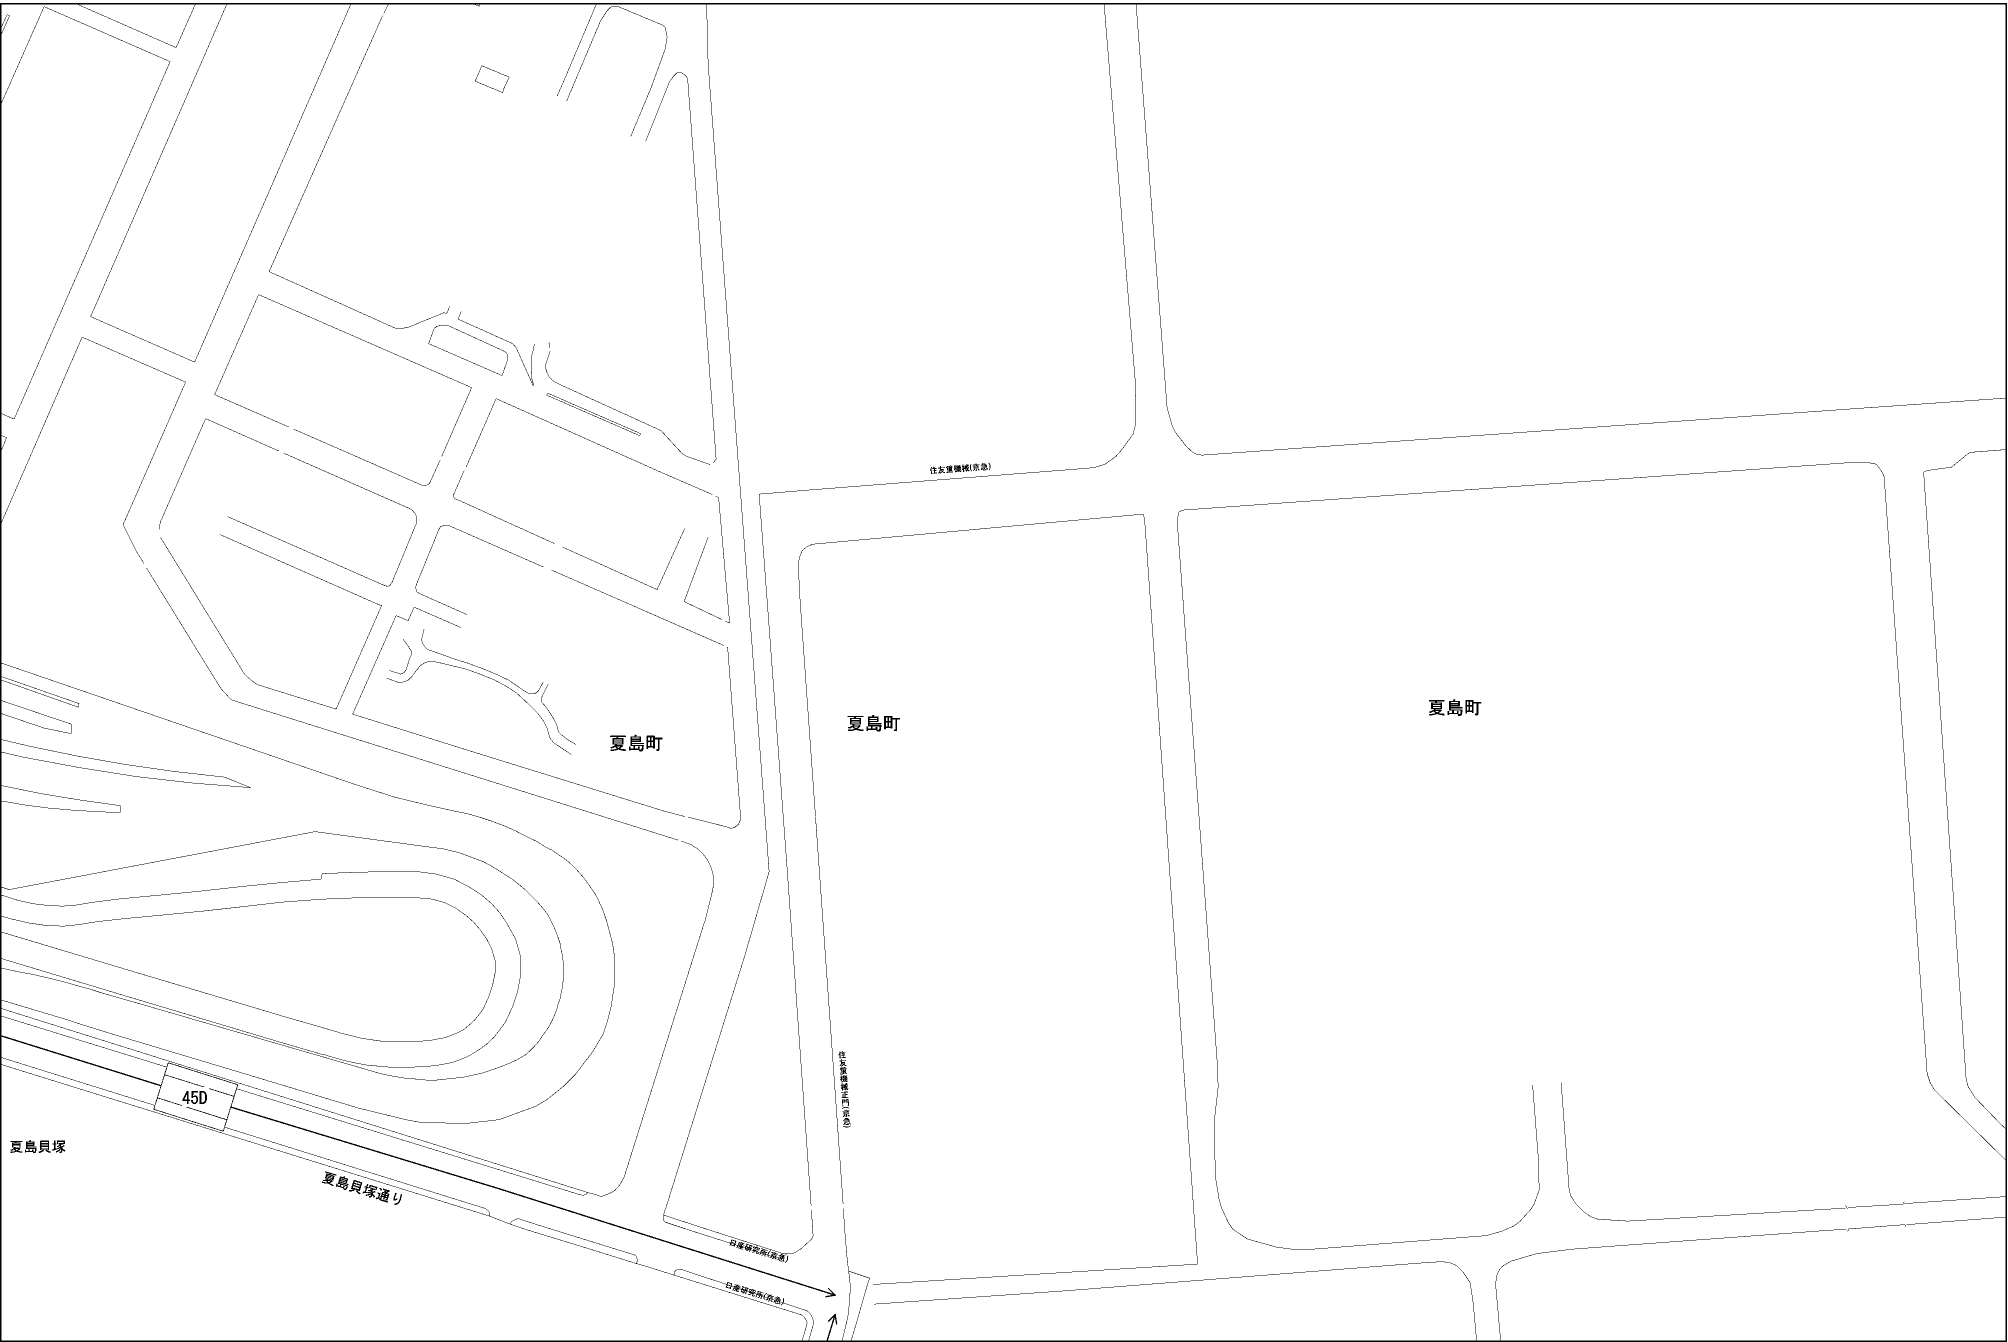 住友重機械(京急)
夏島町
夏島町
夏島町
住友重機械正門(京急)
45D
夏島貝塚
夏島貝塚通り
日産研究所(京急)
日産研究所(京急)